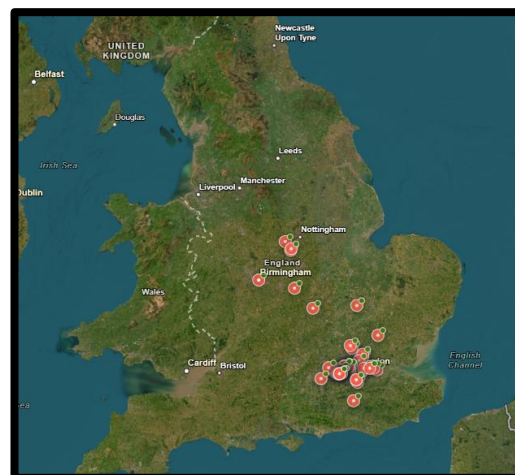 Newcastle
Upon Tyne
UNITED
KINGDOM
Belfast
Douglas
Leeds
Irish Sea
Manchester
Liverpool
Dublin
Nottingham
England
Birmingham
Wales
English
Channel
Cardiff
Bristol